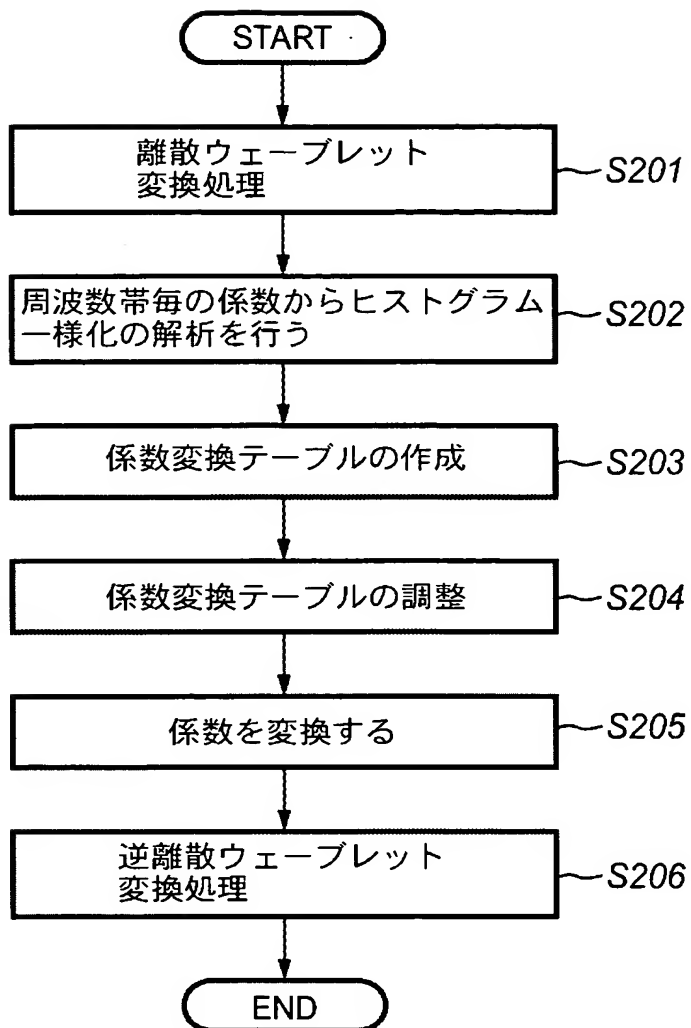 START
離散ウェーブレット
変換処理
S201
周波数帯毎の係数からヒストグラム
一様化の解析を行う
S202
係数変換テーブルの作成
S203
係数変換テーブルの調整
S204
係数を変換する
S205
逆離散ウェーブレット
変換処理
S206
END